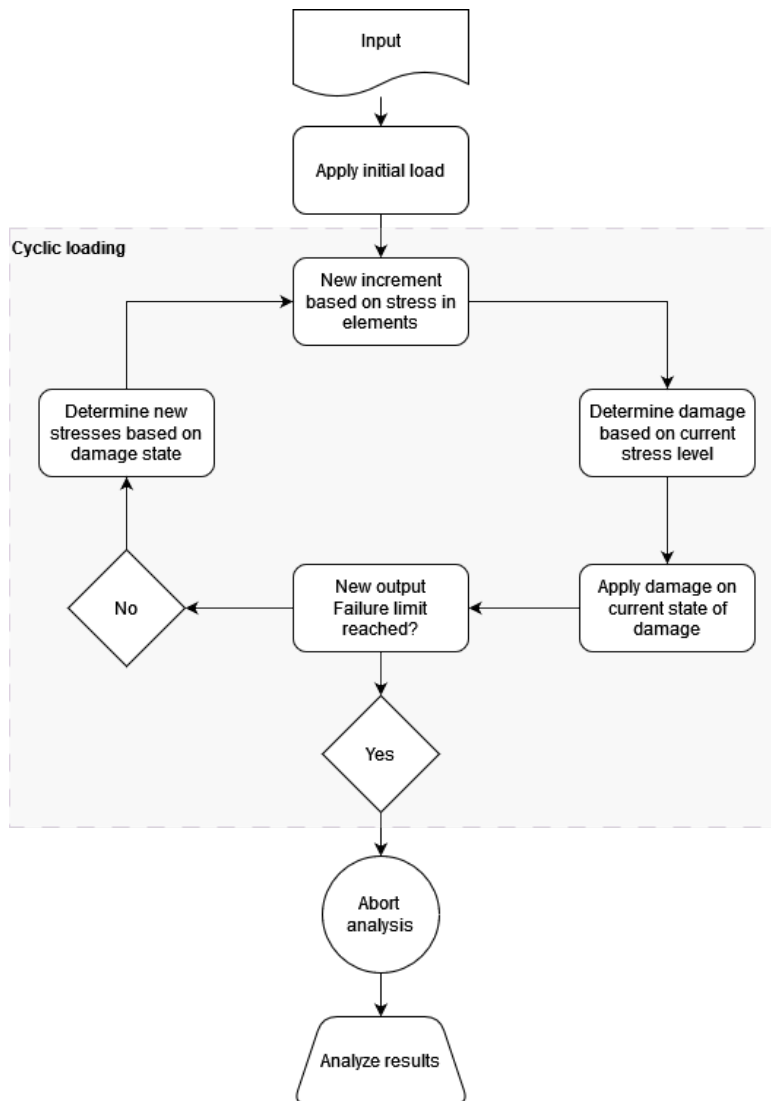 Input
Apply initial load
Cyclic loading
New increment
based on stress in
elements
Determine new
stresses based on
damage state
Determine damage
based on current
stress level
No
New output
Failure limit
reached?
Apply damage on
current state of
damage
Yes
Abort
analysis
Analyze results